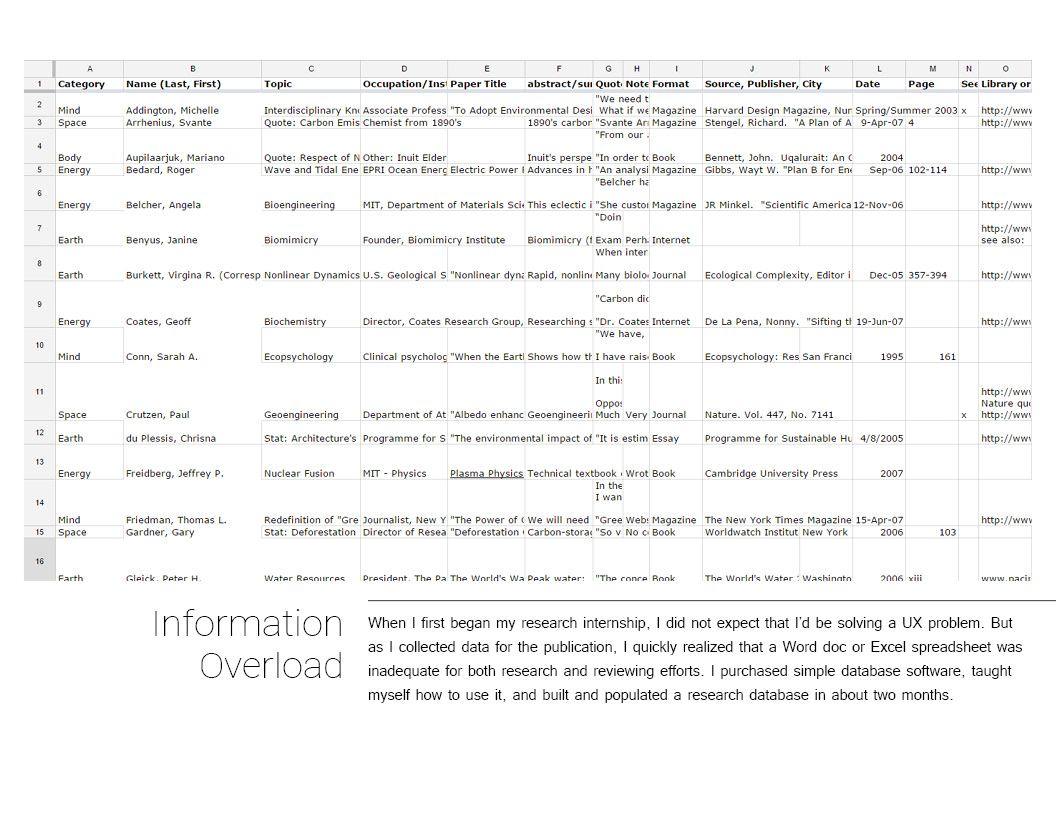 A B C D E F G H I J K L M N O
1 Category Name (Last, First) Topic Occupation/Ins Paper Title abstract/su Quot Note Format Source, Publisher, City Date Page See Library or
"We need t
2 Mind Addington, Michelle Interdisciplinary Kn Associate Profess "To Adopt Environmental Des What if we Magazine Harvard Design Magazine, Nu Spring/Summer 2003 x http://ww
3 Space Arrhenius, Svante Quote: Carbon Emis Chemist from 1890's 1890's carbon "Svante Ar Magazine Stengel, Richard. "A Plan of A 9-Apr-07 4 http://ww
"From our
4 Body Aupilaarjuk, Mariano Quote: Respect of N Other: Inuit Elder Inuit's perspe "In order to Book Bennett, John. Uqalurait: An 2004
5 Energy Bedard, Roger Wave and Tidal Ene EPRI Ocean Energ Electric Power Advances in h "An analysi Magazine Gibbs, Wayt W. "Plan B for Ene Sep-06 102-114 http://ww
"Belcher ha
6 Energy Belcher, Angela Bioengineering MIT, Department of Materials Sci This eclectic i "She custor Magazine JR Minkel. "Scientific America 12-Nov-06 http://ww
"Doin
7 http://ww
Earth Benyus, Janine Biomimicry Founder, Biomimicry Institute Biomimicry ( Exam Perh Internet see also:
When inter
8 Earth Burkett, Virgina R. (Corresp Nonlinear Dynamics U.S. Geological S "Nonlinear dyna Rapid, nonline Many biolo Journal Ecological Complexity, Editor i Dec-05 357-394 http://ww
"Carbon dic
9 Energy Coates, Geoff Biochemistry Director, Coates Research Group, Researching s "Dr. Coates Internet De La Pena, Nonny. "Sifting t 19-Jun-07 http://ww
"We have,
10 Mind Conn, Sarah A. Ecopsychology Clinical psycholog "When the Eart Shows how th I have rais Book Ecopsychology: Res San Franci 1995 161
In this
11 http://ww
Oppos Nature quo
Space Crutzen, Paul Geoengineering Department of At "Albedo enhanc Geoengineeri Much Very Journal Nature. Vol. 447, No. 7141 x http://ww
12 Earth du Plessis, Chrisna Stat: Architecture's Programme for S "The environmental impact of "It is estim Essay Programme for Sustainable Hu 4/8/2005 http://ww
13 Energy Freidberg, Jeffrey P. Nuclear Fusion MIT - Physics Plasma Physics Technical textbook Wrot Book Cambridge University Press 2007
In the
I wan
14 Mind Friedman, Thomas L. Redefinition of "Gre Journalist, New Y "The Power of We will need "Gree Webs Magazine The New York Times Magazine 15-Apr-07 http://ww
15 Space Gardner, Gary Stat: Deforestation Director of Resea "Deforestation Carbon-storag "So v No c Book Worldwatch Institut New York 2006 103
16 Earth Gleick, Peter H. Water Resources President, The Pa The World's Wa Peak water: "The conce Book The World's Water Washingto 2006 xiii www.paci
Information
Overload
When I first began my research internship, I did not expect that I'd be solving a UX problem. But
as I collected data for the publication, I quickly realized that a Word doc or Excel spreadsheet was
inadequate for both research and reviewing efforts. I purchased simple database software, taught
myself how to use it, and built and populated a research database in about two months.